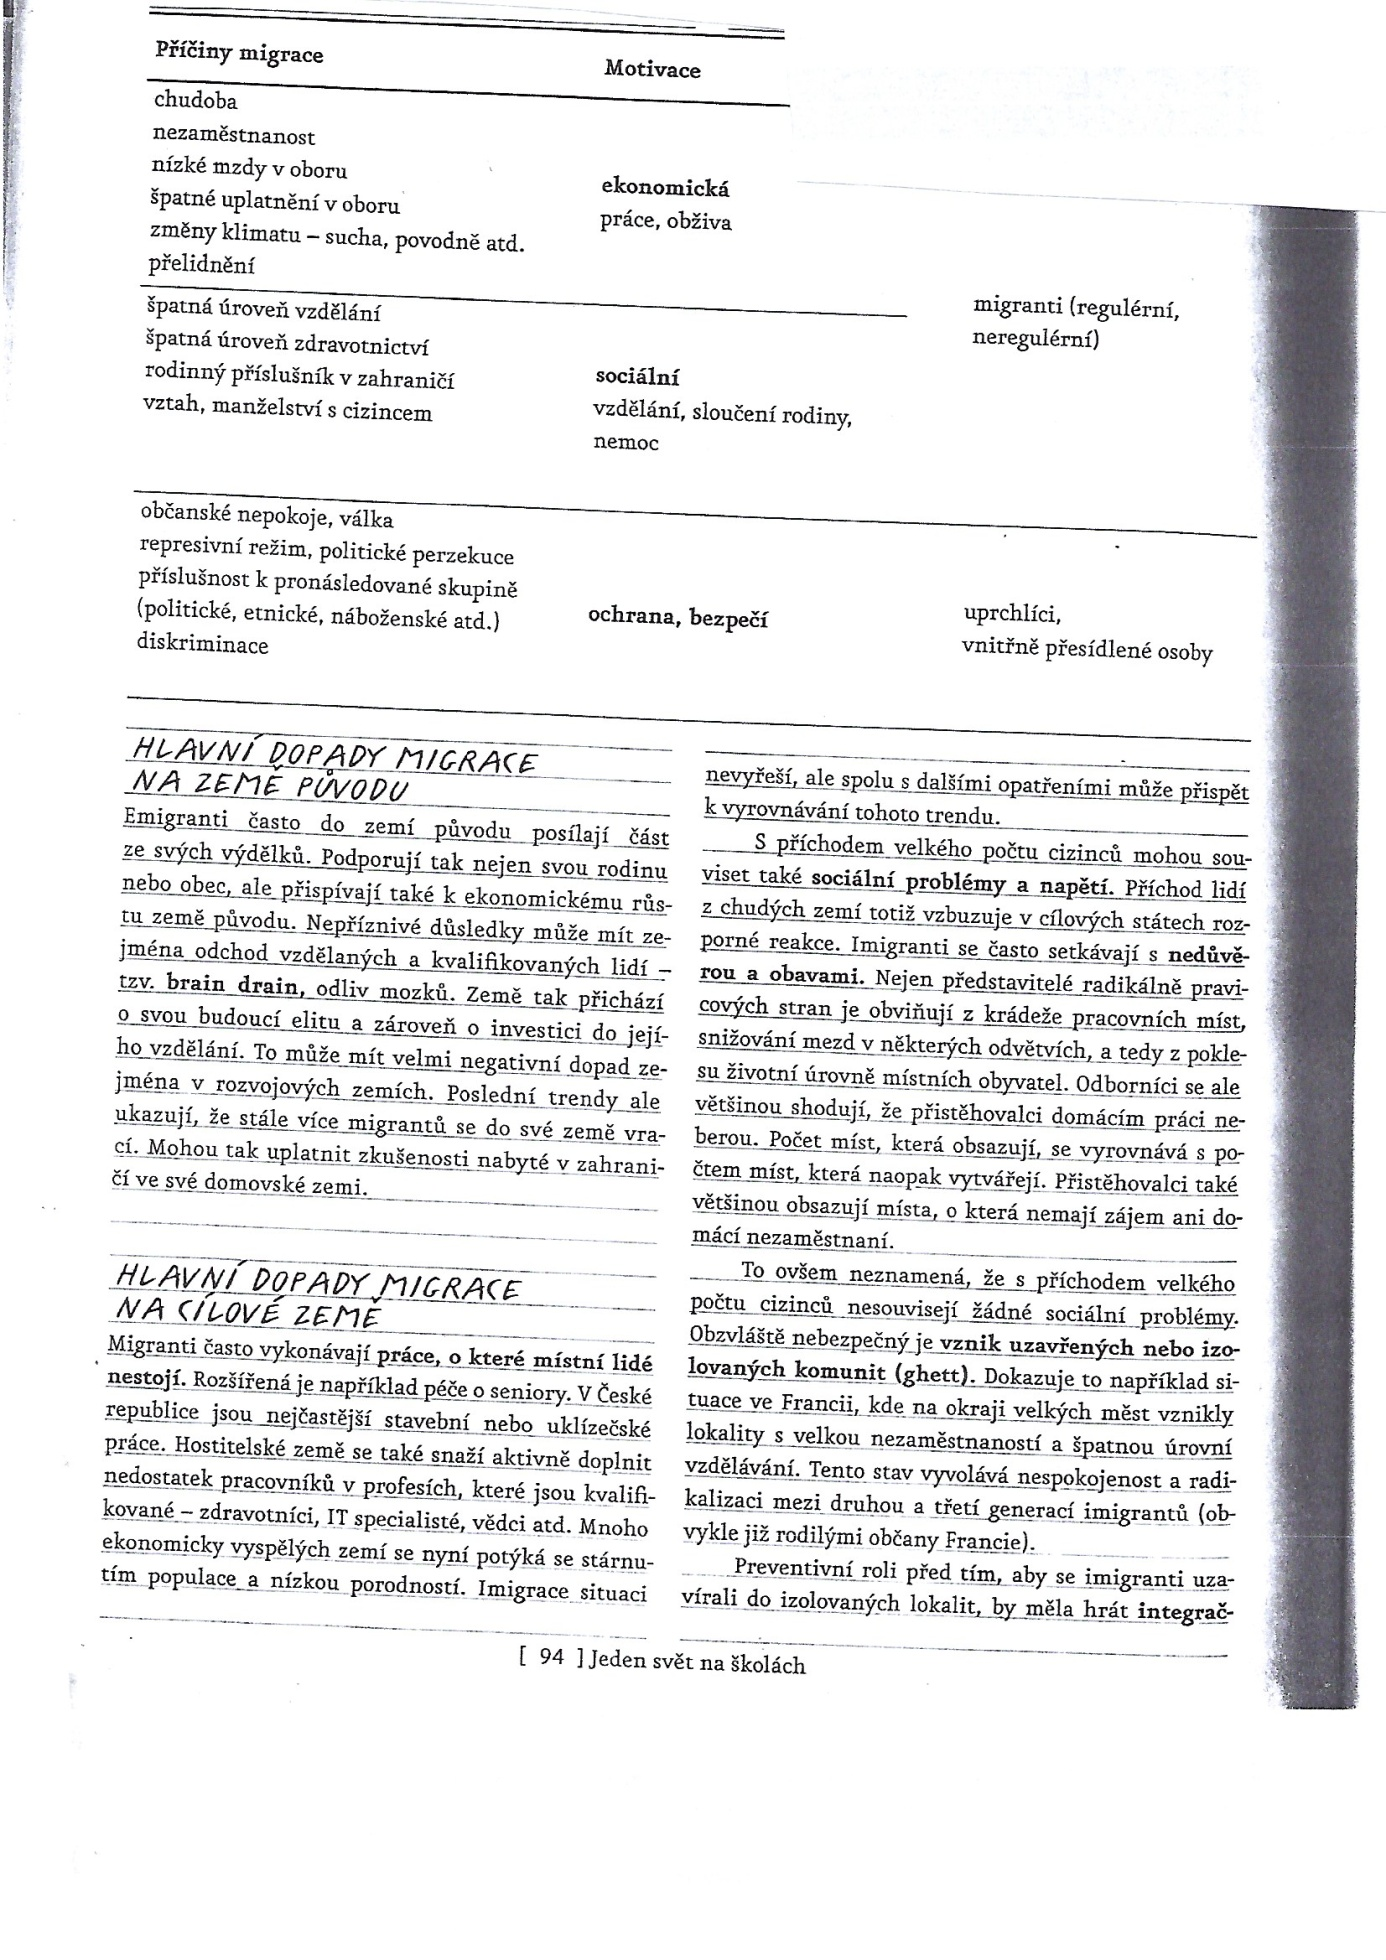 Příčiny migrace
Motivace
chudoba
nezaměstnanost
nízké mzdy v oboru
špatné uplatnění v oboru
změny klimatu – sucha, povodně atd.
přelidnění
ekonomická
práce, obživa
špatná úroveň vzdělání
špatná úroveň zdravotnictví
rodinný příslušník v zahraničí
vztah, manželství s cizincem
sociální
vzdělání, sloučení rodiny,
nemoc
migranti (regulérní,
neregulérní)
občanské nepokoje, válka
represivní režim, politické perzekuce
příslušnost k pronásledované skupině
(politické, etnické, náboženské atd.)
diskriminace
ochrana, bezpečí
uprchlíci,
vnitřně přesídlené osoby
HLAVNÍ DOPADY MIGRACE
NA ZEMĚ PŮVODU
Emigranti často do zemí původu posílají část
ze svých výdělků. Podporují tak nejen svou rodinu
nebo obec, ale přispívají také k ekonomickému růs-
tu země původu. Nepříznivé důsledky může mít ze-
jména odchod vzdělaných a kvalifikovaných lidí –
tzv. brain drain, odliv mozků. Země tak přichází
o svou budoucí elitu a zároveň o investici do její-
ho vzdělání. To může mít velmi negativní dopad ze-
jména v rozvojových zemích. Poslední trendy ale
ukazují, že stále více migrantů se do své země vra-
cí. Mohou tak uplatnit zkušenosti nabyté v zahrani-
čí ve své domovské zemi.
HLAVNÍ DOPADY MIGRACE
NA CÍLOVÉ ZEMĚ
Migranti často vykonávají práce, o které místní lidé
nestojí. Rozšířená je například péče o seniory. V České
republice jsou nejčastější stavební nebo uklízečské
práce. Hostitelské země se také snaží aktivně doplnit
nedostatek pracovníků v profesích, které jsou kvalifi-
kované – zdravotníci, IT specialisté, vědci atd. Mnoho
ekonomicky vyspělých zemí se nyní potýká se stárnu-
tím populace a nízkou porodností. Imigrace situaci
nevyřeší, ale spolu s dalšími opatřeními může přispět
k vyrovnávání tohoto trendu.
S příchodem velkého počtu cizinců mohou sou-
viset také sociální problémy a napětí. Příchod lidí
z chudých zemí totiž vzbuzuje v cílových státech roz-
porné reakce. Imigranti se často setkávají s nedůvě-
rou a obavami. Nejen představitelé radikálně pravi-
cových stran je obviňují z krádeže pracovních míst,
snižování mezd v některých odvětvích, a tedy z pokle-
su životní úrovně místních obyvatel. Odborníci se ale
většinou shodují, že přistěhovalci domácím práci ne-
berou. Počet míst, která obsazují, se vyrovnává s po-
čtem míst, která naopak vytvářejí. Přistěhovalci také
většinou obsazují místa, o která nemají zájem ani do-
mácí nezaměstnaní.
To ovšem neznamená, že s příchodem velkého
počtu cizinců nesouvisejí žádné sociální problémy.
Obzvláště nebezpečný je vznik uzavřených nebo izo-
lovaných komunit (ghett). Dokazuje to například si-
tuace ve Francii, kde na okraji velkých měst vznikly
lokality s velkou nezaměstnaností a špatnou úrovní
vzdělávání. Tento stav vyvolává nespokojenost a radi-
kalizaci mezi druhou a třetí generací imigrantů (ob-
vykle již rodilými občany Francie).
Preventivní roli před tím, aby se imigranti uza-
vírali do izolovaných lokalit, by měla hrát integrač-
[ 94 ] Jeden svět na školách